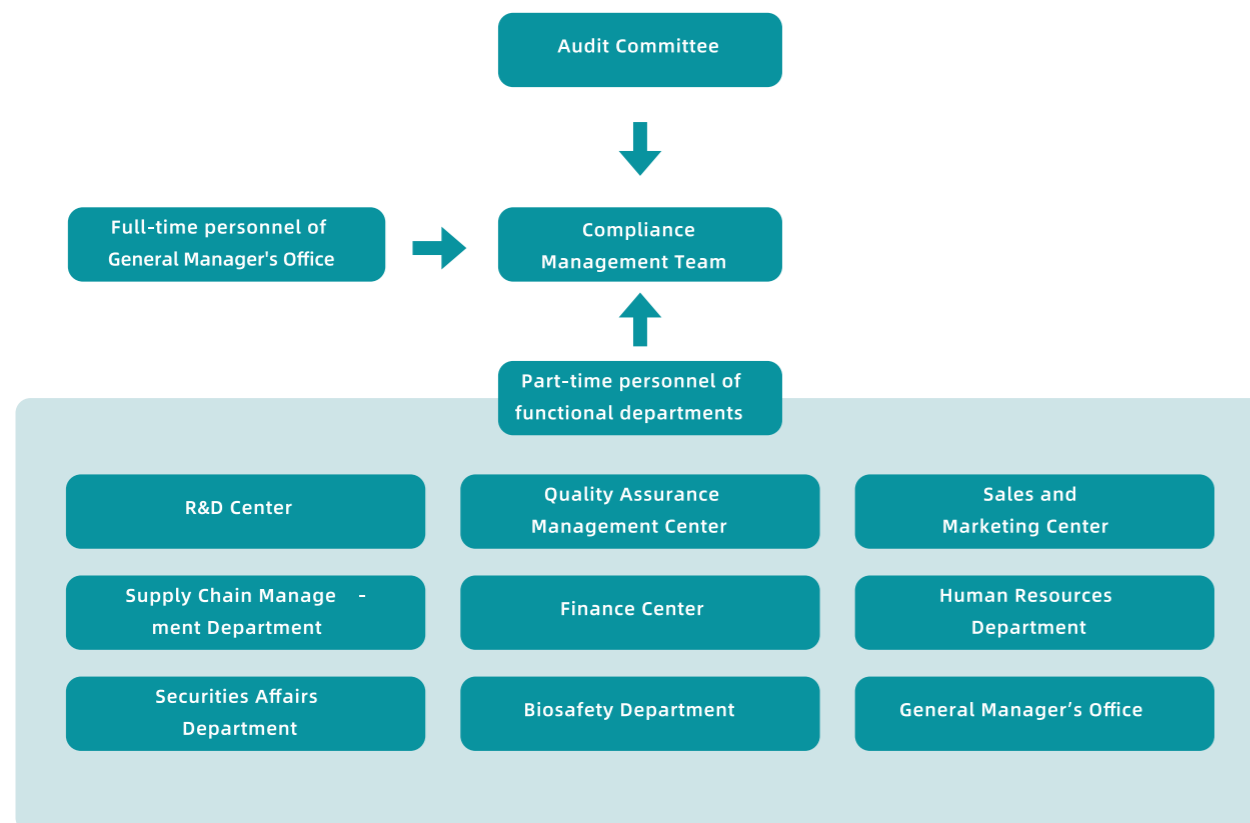 Audit Committee
Full-time personnel of
General Manager's Office
Compliance
Management Team
Part-time personnel of
functional departments
R&D Center
Quality Assurance
Management Center
Sales and
Marketing Center
Supply Chain Manage -
ment Department
Finance Center
Human Resources
Department
Securities Affairs
Department
Biosafety Department
General Manager’s Office